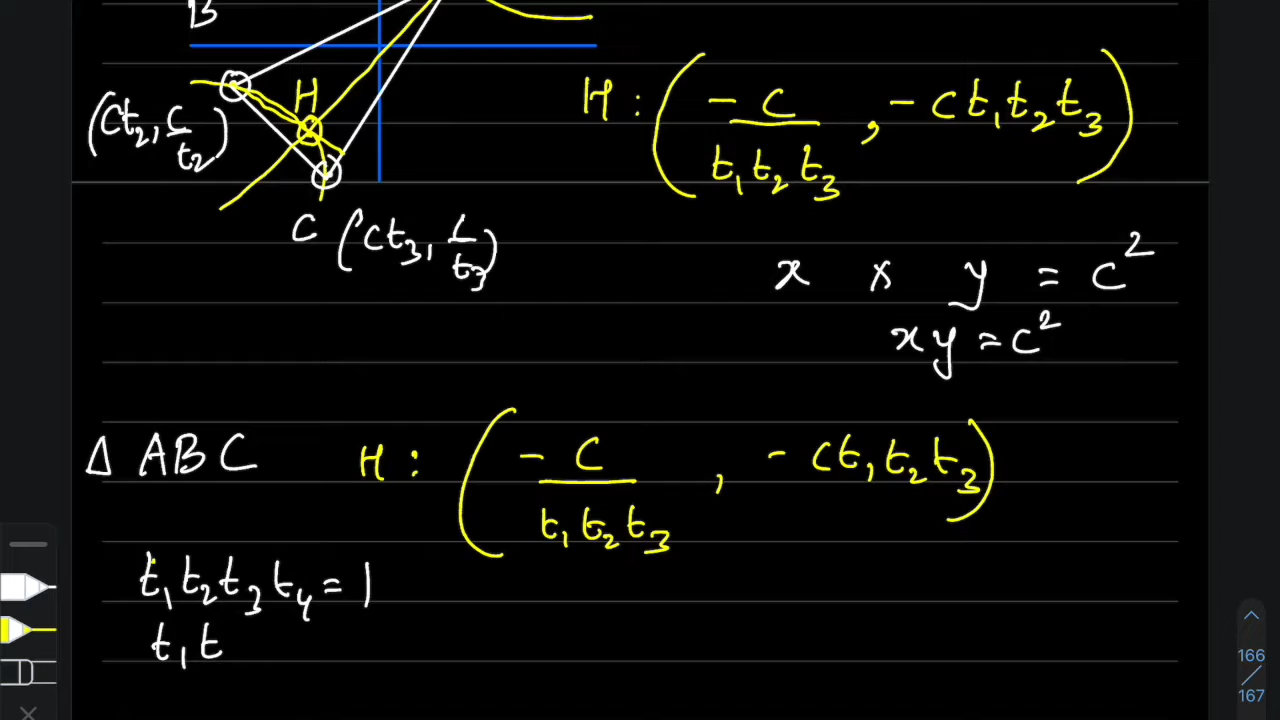 B
H
(ct₂, c/t₂)
H : ( - c/(t₁t₂t₃) , - ct₁t₂t₃ )
C (ct₃, c/t₃)
x × y = c²
xy = c²
Δ ABC H : ( - c/(t₁t₂t₃) , - ct₁t₂t₃ )
t₁t₂t₃t₄ = 1
t₁t
166
/
167